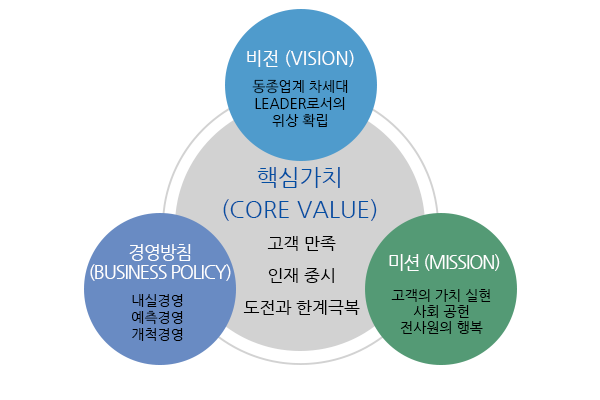 비전 (VISION)
동종업계 차세대
LEADER로서의
위상 확립
핵심가치
(CORE VALUE)
고객 만족
인재 중시
도전과 한계극복
경영방침
(BUSINESS POLICY)
내실경영
예측경영
개척경영
미션 (MISSION)
고객의 가치 실현
사회 공헌
전사원의 행복